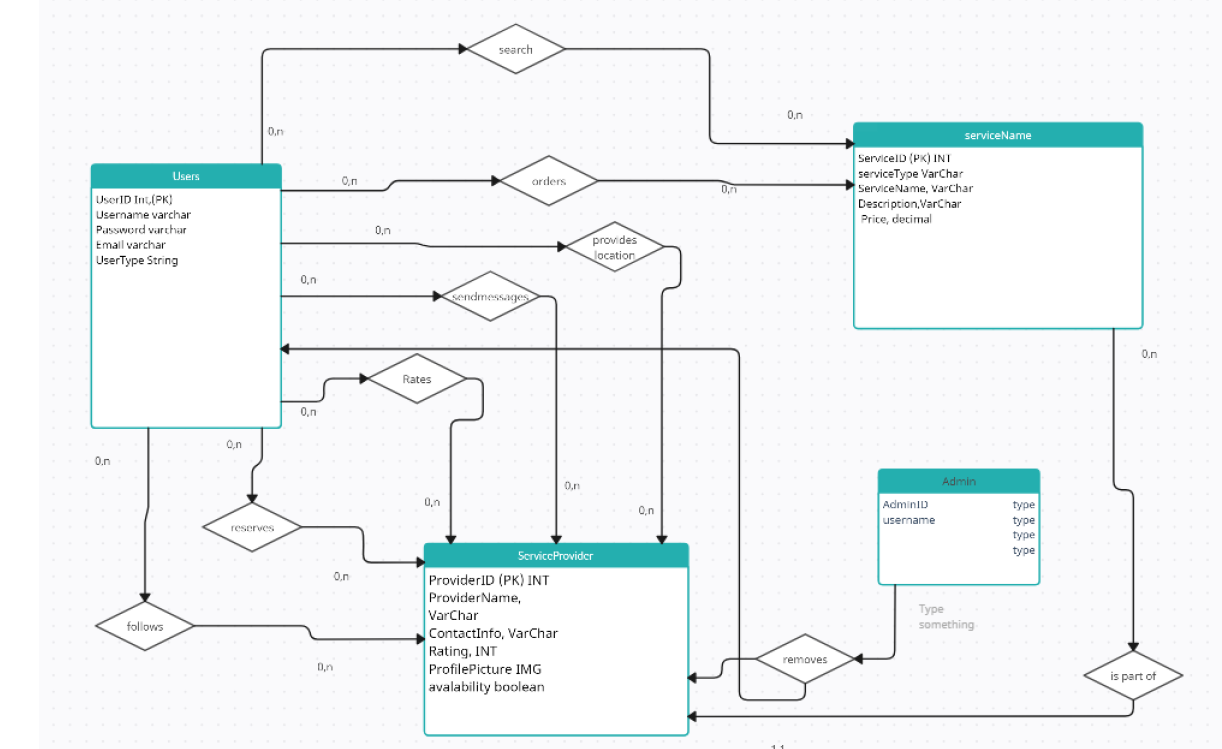 search
0,n
0,n
serviceName
ServiceID (PK) INT
serviceType VarChar
ServiceName, VarChar
Description,VarChar
Price, decimal
Users
UserID Int,(PK)
Username varchar
Password varchar
Email varchar
UserType String
0,n
orders
0,n
0,n
provides
location
0,n
sendmessages
0,n
Rates
0,n
0,n
0,n
0,n
0,n
0,n
reserves
0,n
follows
0,n
ServiceProvider
ProviderID (PK) INT
ProviderName,
VarChar
ContactInfo, VarChar
Rating, INT
ProfilePicture IMG
avalability boolean
Admin
AdminID type
username type
type
type
Type
something
removes
is part of
1,1